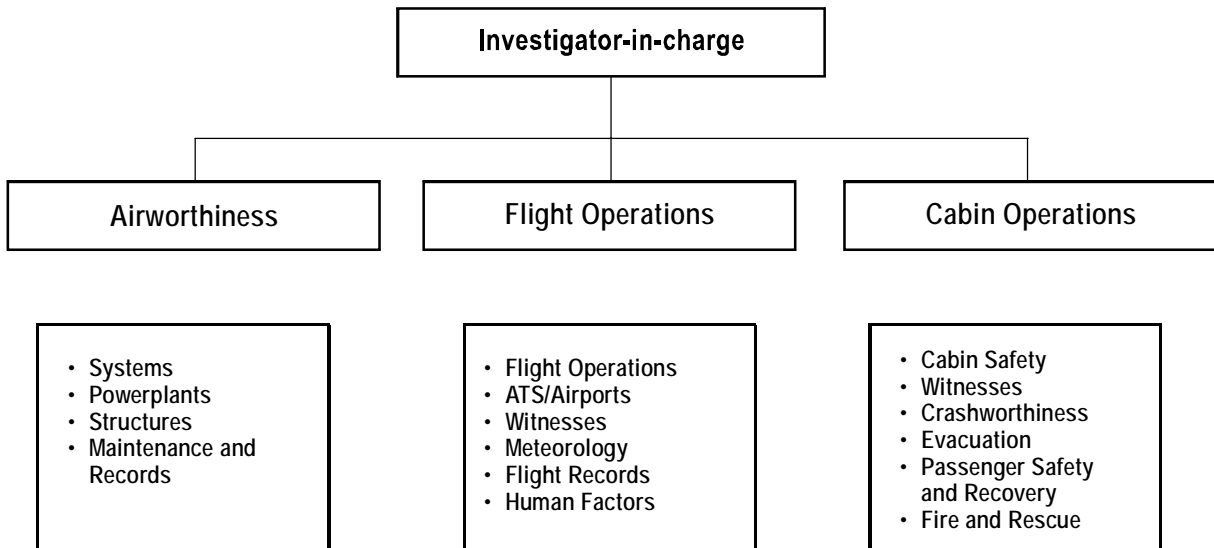 Investigator-in-charge
Airworthiness
Flight Operations
Cabin Operations
• Systems
• Powerplants
• Structures
• Maintenance and
Records
• Flight Operations
• ATS/Airports
• Witnesses
• Meteorology
• Flight Records
• Human Factors
• Cabin Safety
• Witnesses
• Crashworthiness
• Evacuation
• Passenger Safety
and Recovery
• Fire and Rescue